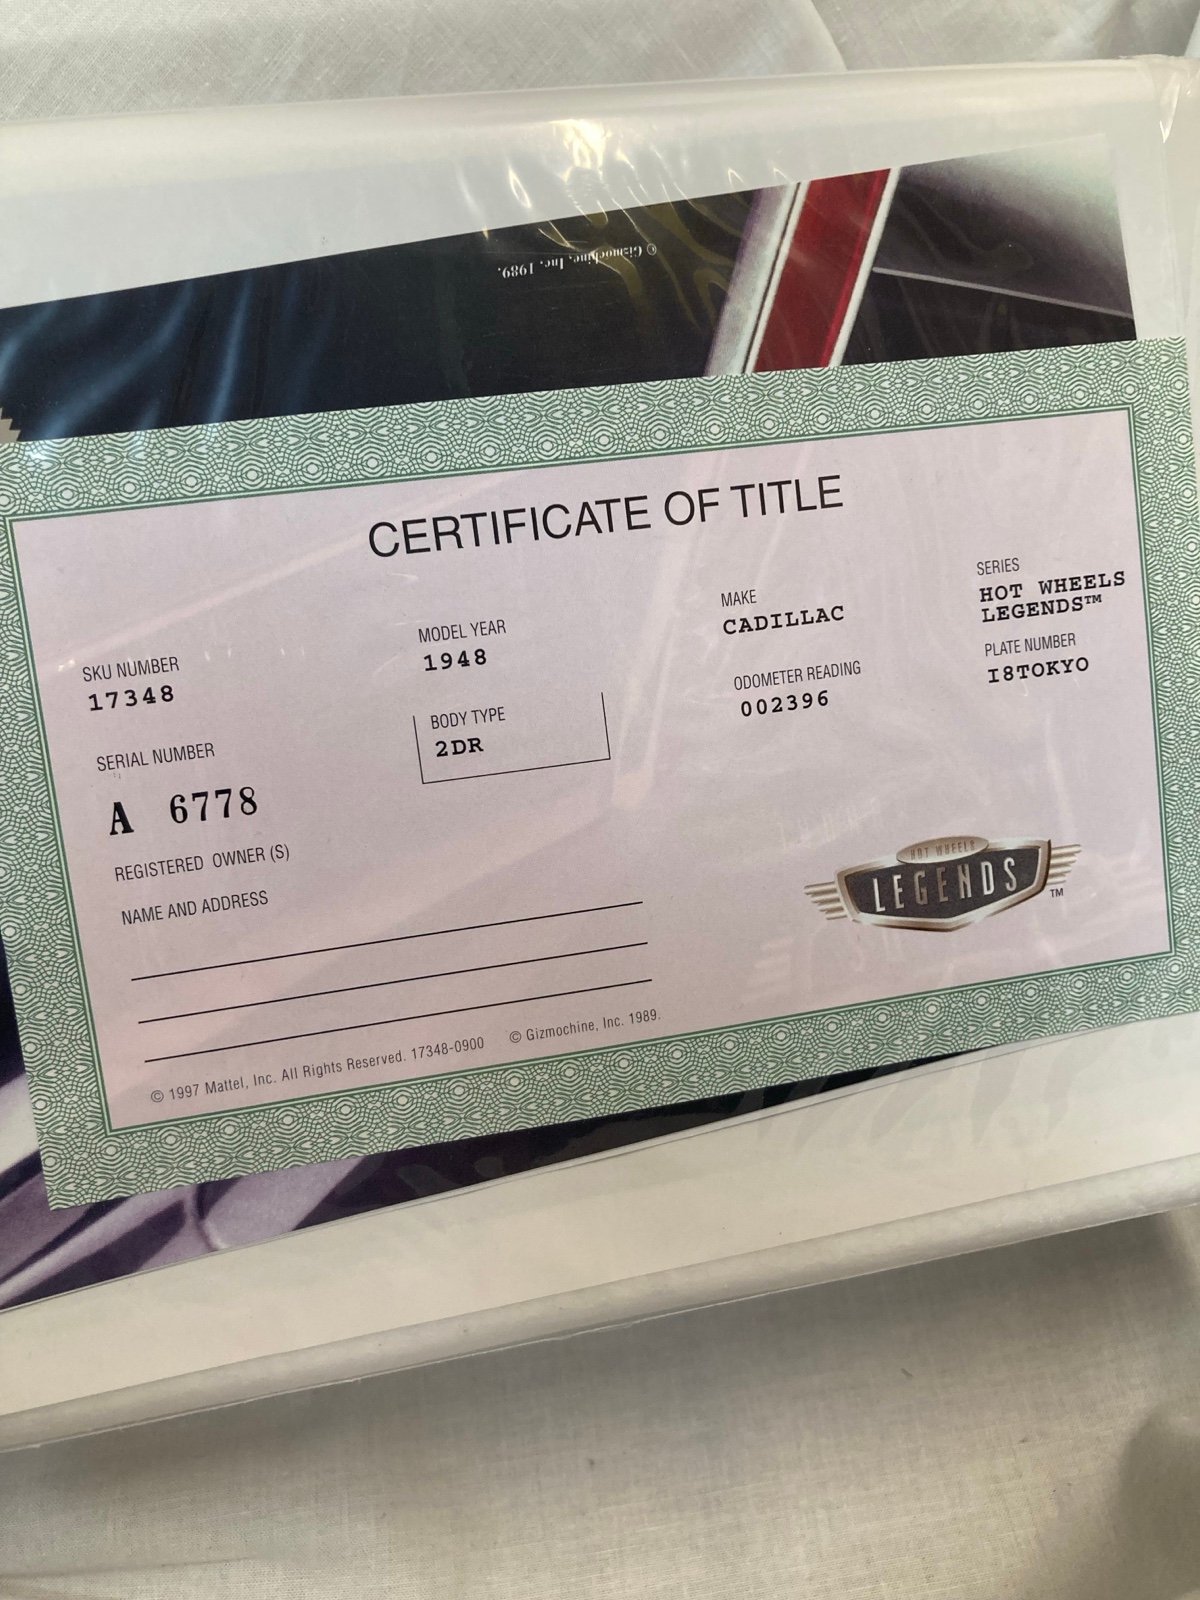 © Gizmochine, Inc. 1989.
CERTIFICATE OF TITLE
SKU NUMBER
17348
MODEL YEAR
1948
MAKE
CADILLAC
SERIES
HOT WHEELS
LEGENDS™
SERIAL NUMBER
A 6778
BODY TYPE
2DR
ODOMETER READING
002396
PLATE NUMBER
I8TOKYO
REGISTERED OWNER (S)
NAME AND ADDRESS
HOT WHEELS
LEGENDS™
© 1997 Mattel, Inc. All Rights Reserved. 17348-0900 © Gizmochine, Inc. 1989.